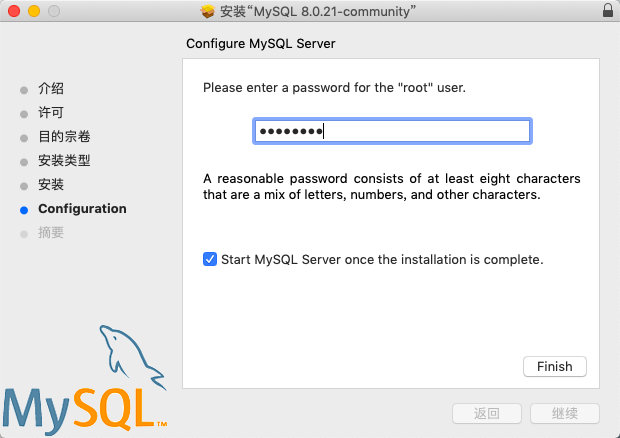 安装“MySQL 8.0.21-community”
Configure MySQL Server
介绍
许可
目的宗卷
安装类型
安装
Configuration
摘要
Please enter a password for the "root" user.
••••••••
A reasonable password consists of at least eight characters
that are a mix of letters, numbers, and other characters.
Start MySQL Server once the installation is complete.
Finish
MySQL™
返回
继续